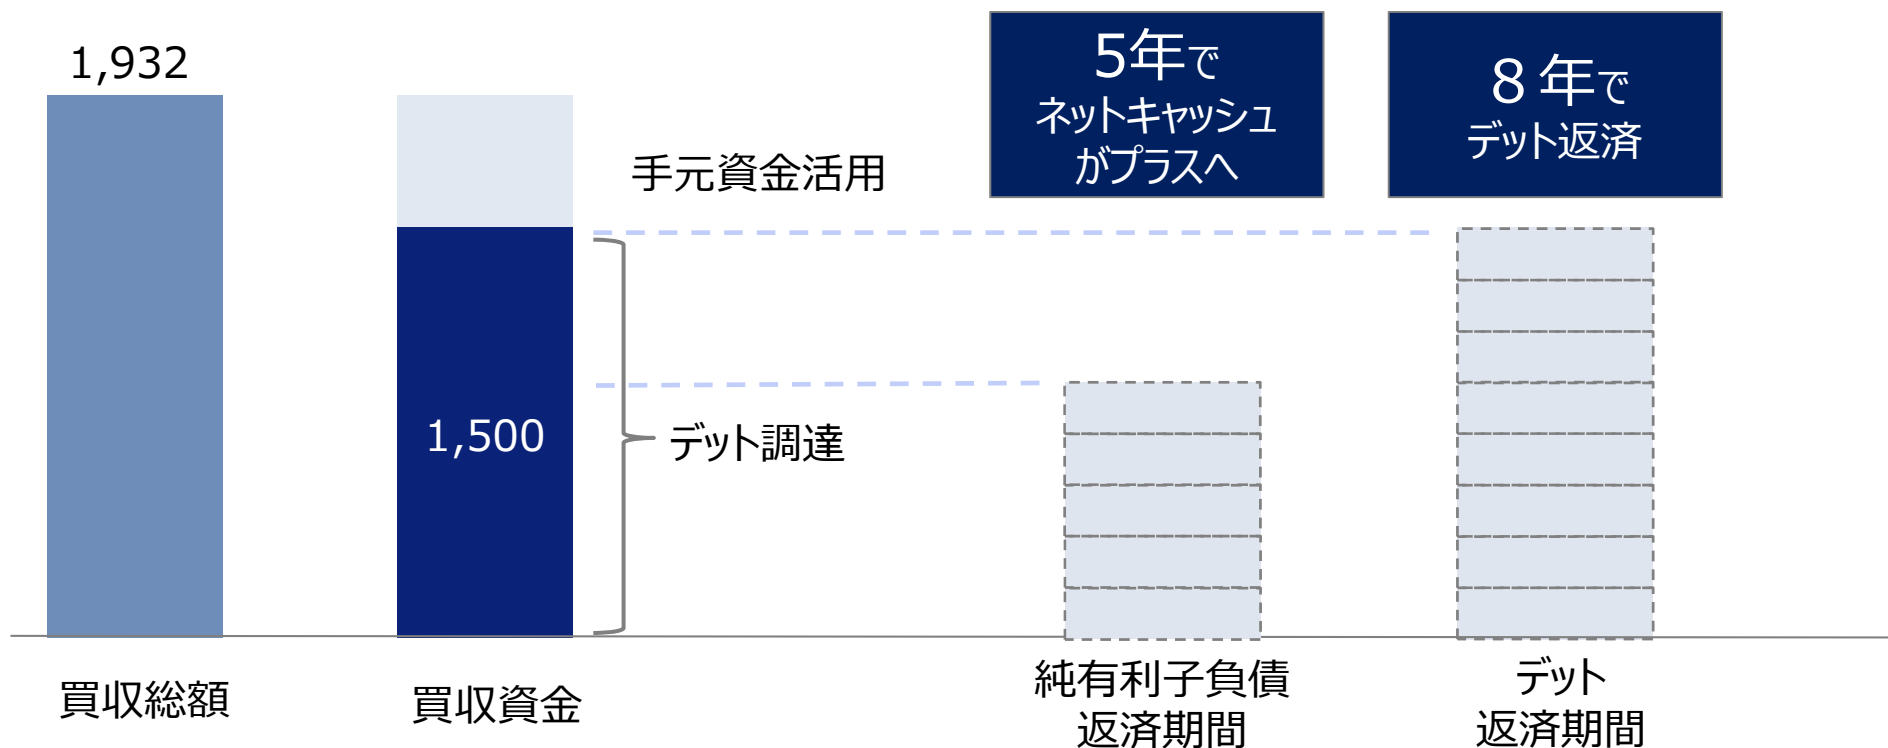 1,932
5年で
ネットキャッシュ
がプラスへ
8 年で
デット返済
手元資金活用
1,500
デット調達
買収総額
買収資金
純有利子負債
返済期間
デット
返済期間